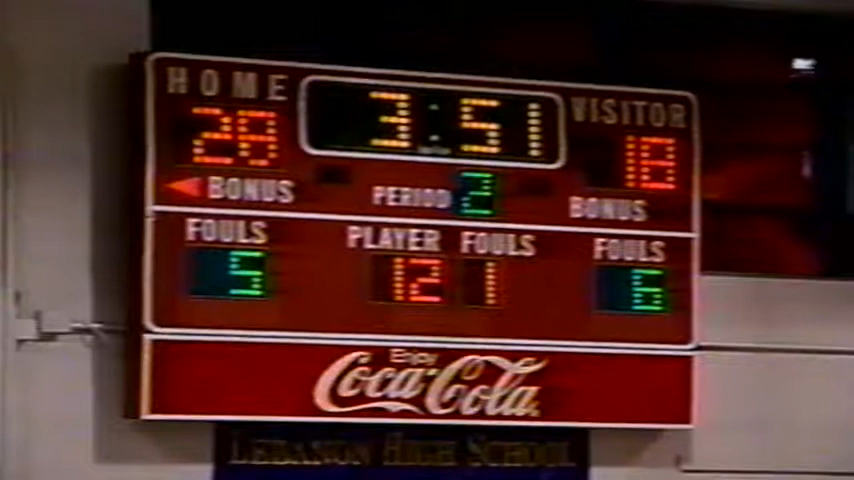 HOME 3:51 VISITOR
28 18
BONUS PERIOD 2 BONUS
FOULS PLAYER FOULS FOULS
5 12 1 6
Enjoy
Coca-Cola
LEBANON HIGH SCHOOL